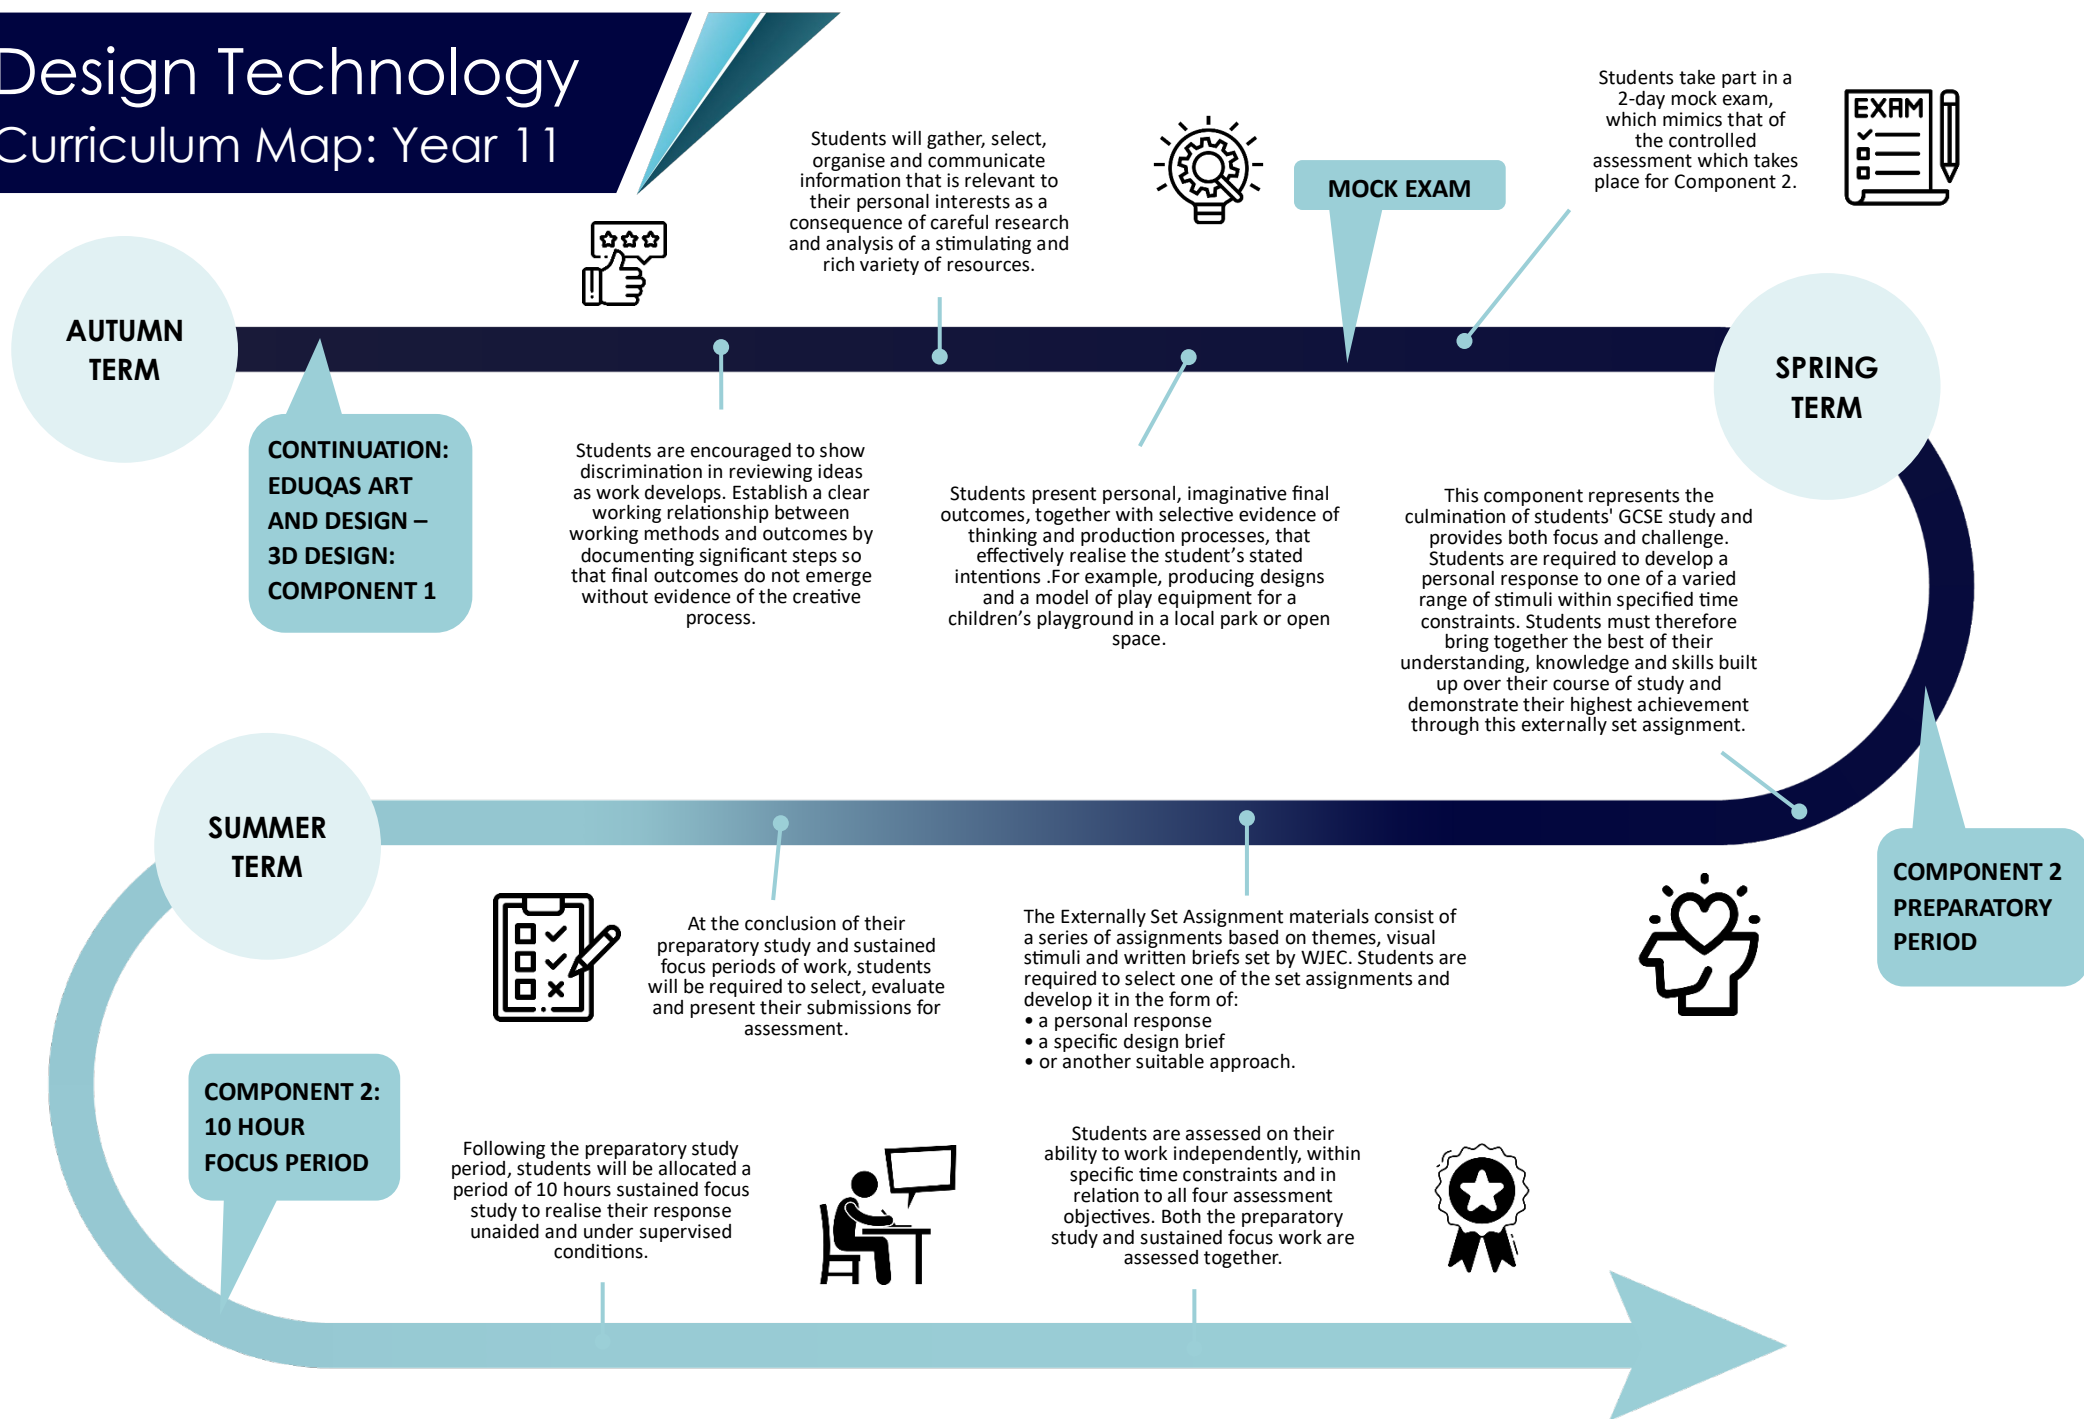 Design Technology
Curriculum Map: Year 11
Students take part in a
2-day mock exam,
which mimics that of
the controlled
assessment which takes
place for Component 2.
EXAM
Students will gather, select,
organise and communicate
information that is relevant to
their personal interests as a
consequence of careful research
and analysis of a stimulating and
rich variety of resources.
MOCK EXAM
AUTUMN
TERM
SPRING
TERM
CONTINUATION:
EDUQAS ART
AND DESIGN –
3D DESIGN:
COMPONENT 1
Students are encouraged to show
discrimination in reviewing ideas
as work develops. Establish a clear
working relationship between
working methods and outcomes by
documenting significant steps so
that final outcomes do not emerge
without evidence of the creative
process.
Students present personal, imaginative final
outcomes, together with selective evidence of
thinking and production processes, that
effectively realise the student’s stated
intentions .For example, producing designs
and a model of play equipment for a
children’s playground in a local park or open
space.
This component represents the
culmination of students' GCSE study and
provides both focus and challenge.
Students are required to develop a
personal response to one of a varied
range of stimuli within specified time
constraints. Students must therefore
bring together the best of their
understanding, knowledge and skills built
up over their course of study and
demonstrate their highest achievement
through this externally set assignment.
COMPONENT 2
PREPARATORY
PERIOD
SUMMER
TERM
At the conclusion of their
preparatory study and sustained
focus periods of work, students
will be required to select, evaluate
and present their submissions for
assessment.
The Externally Set Assignment materials consist of
a series of assignments based on themes, visual
stimuli and written briefs set by WJEC. Students are
required to select one of the set assignments and
develop it in the form of:
• a personal response
• a specific design brief
• or another suitable approach.
COMPONENT 2:
10 HOUR
FOCUS PERIOD
Following the preparatory study
period, students will be allocated a
period of 10 hours sustained focus
study to realise their response
unaided and under supervised
conditions.
Students are assessed on their
ability to work independently, within
specific time constraints and in
relation to all four assessment
objectives. Both the preparatory
study and sustained focus work are
assessed together.